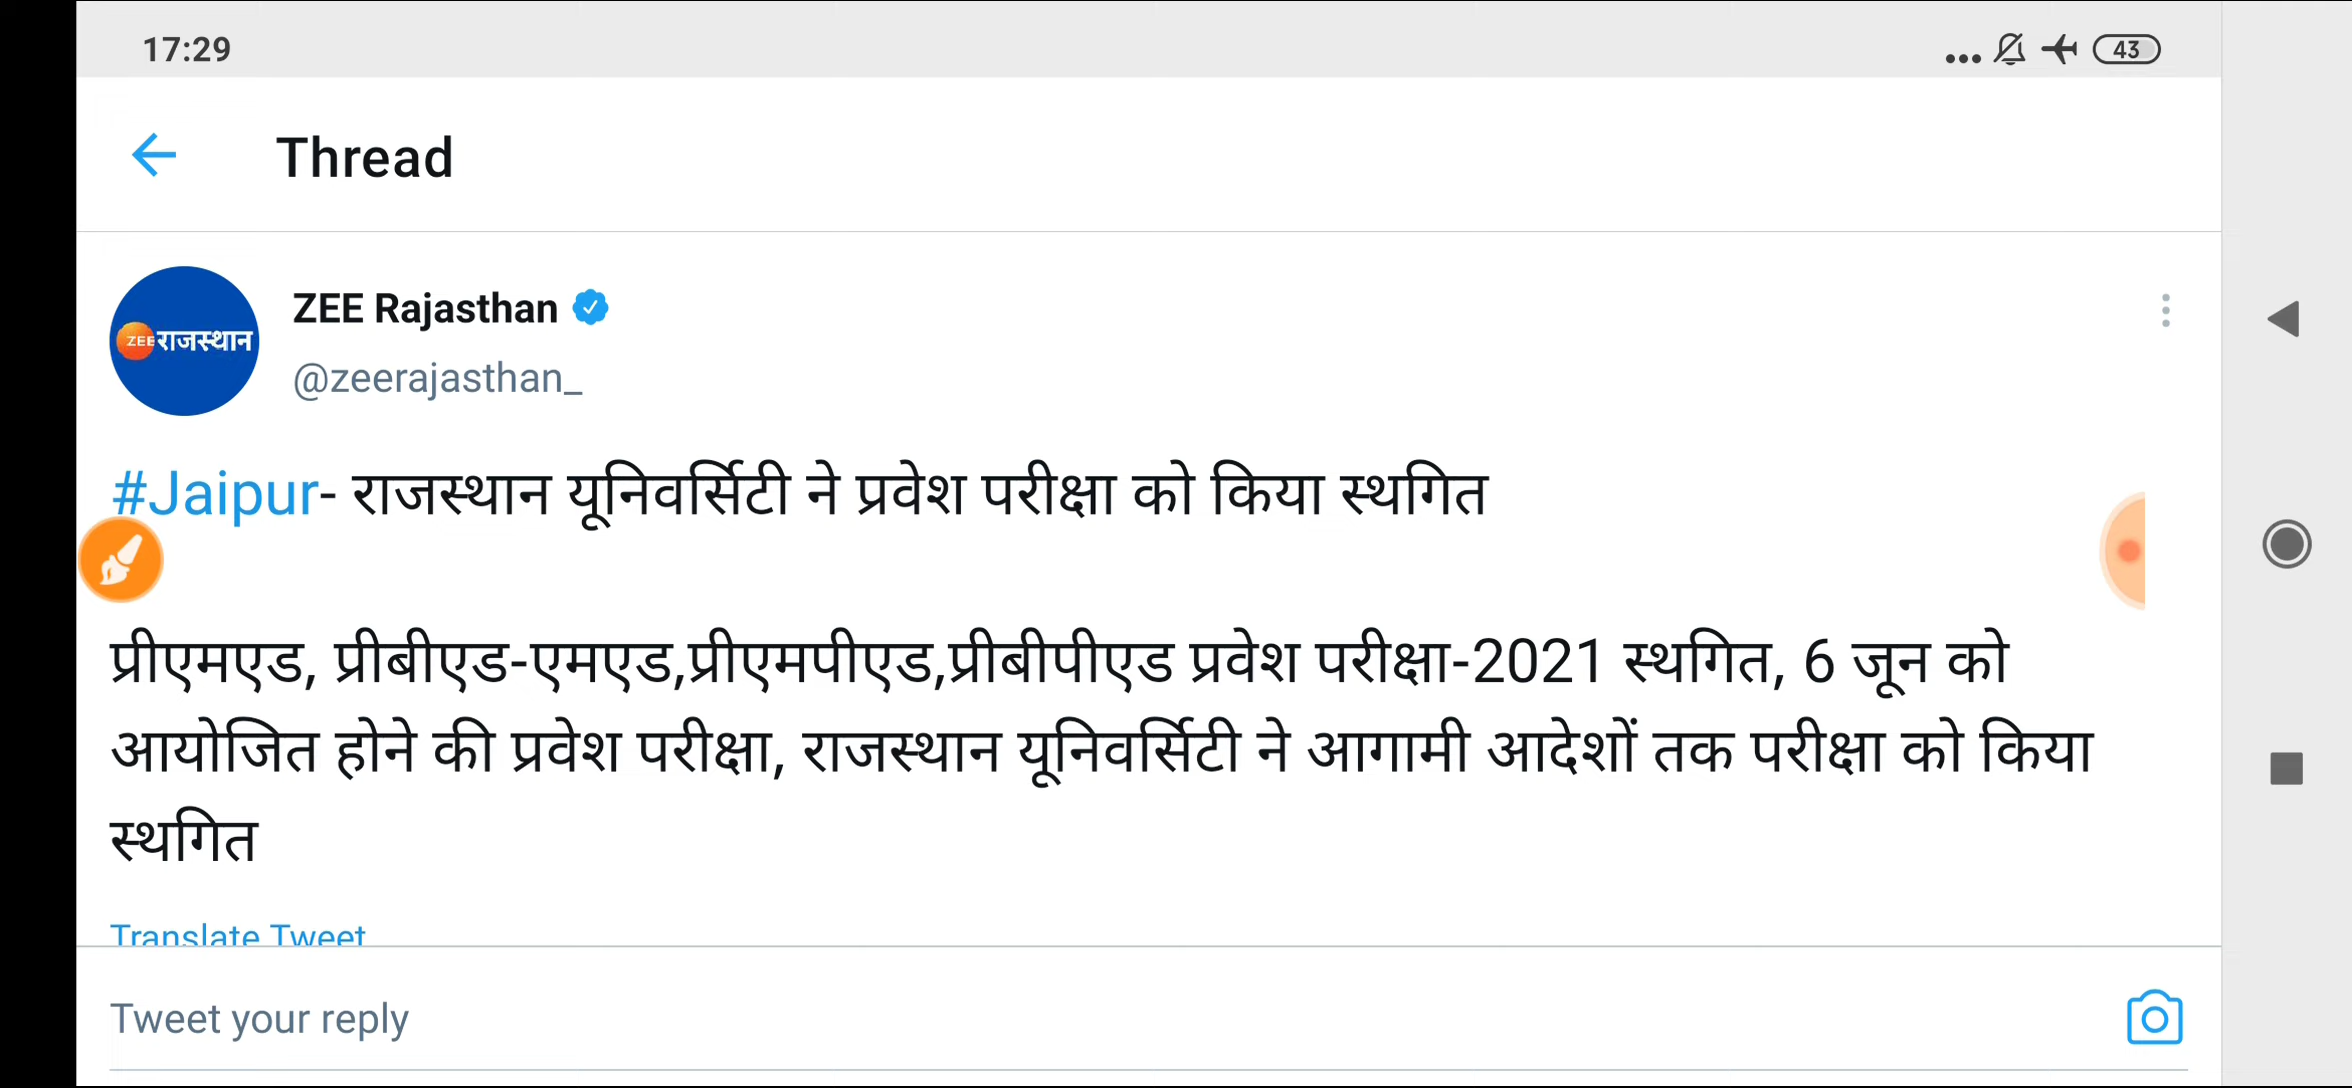 17:29
43
Thread
ZEE राजस्थान
ZEE Rajasthan
@zeerajasthan_
#Jaipur- राजस्थान यूनिवर्सिटी ने प्रवेश परीक्षा को किया स्थगित
प्रीएमएड, प्रीबीएड-एमएड,प्रीएमपीएड,प्रीबीपीएड प्रवेश परीक्षा-2021 स्थगित, 6 जून को
आयोजित होने की प्रवेश परीक्षा, राजस्थान यूनिवर्सिटी ने आगामी आदेशों तक परीक्षा को किया
स्थगित
Translate Tweet
Tweet your reply